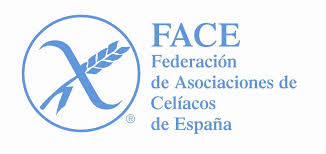 FACE
Federación
de Asociaciones de
Celíacos
de España
®